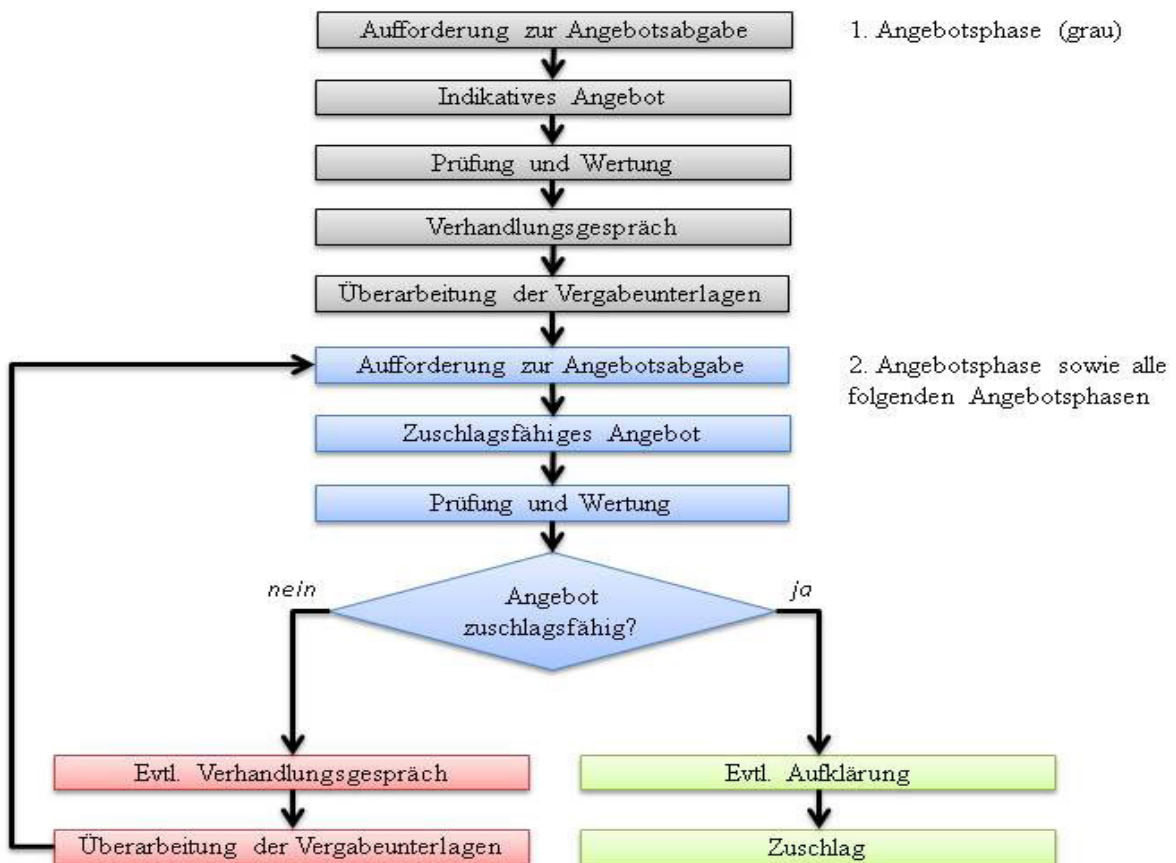 Aufforderung zur Angebotsabgabe
1. Angebotsphase (grau)
Indikatives Angebot
Prüfung und Wertung
Verhandlungsgespräch
Überarbeitung der Vergabeunterlagen
Aufforderung zur Angebotsabgabe
2. Angebotsphase sowie alle
folgenden Angebotsphasen
Zuschlagsfähiges Angebot
Prüfung und Wertung
nein
ja
Angebot
zuschlagsfähig?
Evtl. Verhandlungsgespräch
Evtl. Aufklärung
Überarbeitung der Vergabeunterlagen
Zuschlag